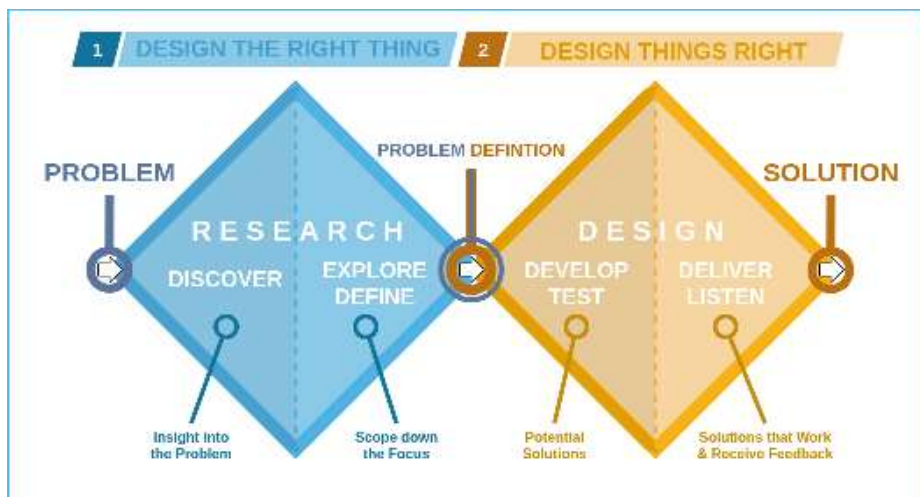 1 DESIGN THE RIGHT THING 2 DESIGN THINGS RIGHT
PROBLEM DEFINTION
PROBLEM
SOLUTION
RESEARCH
DISCOVER
EXPLORE
DEFINE
DESIGN
DEVELOP
TEST
DELIVER
LISTEN
Insight into
the Problem
Scope down
the Focus
Potential
Solutions
Solutions that Work
& Receive Feedback